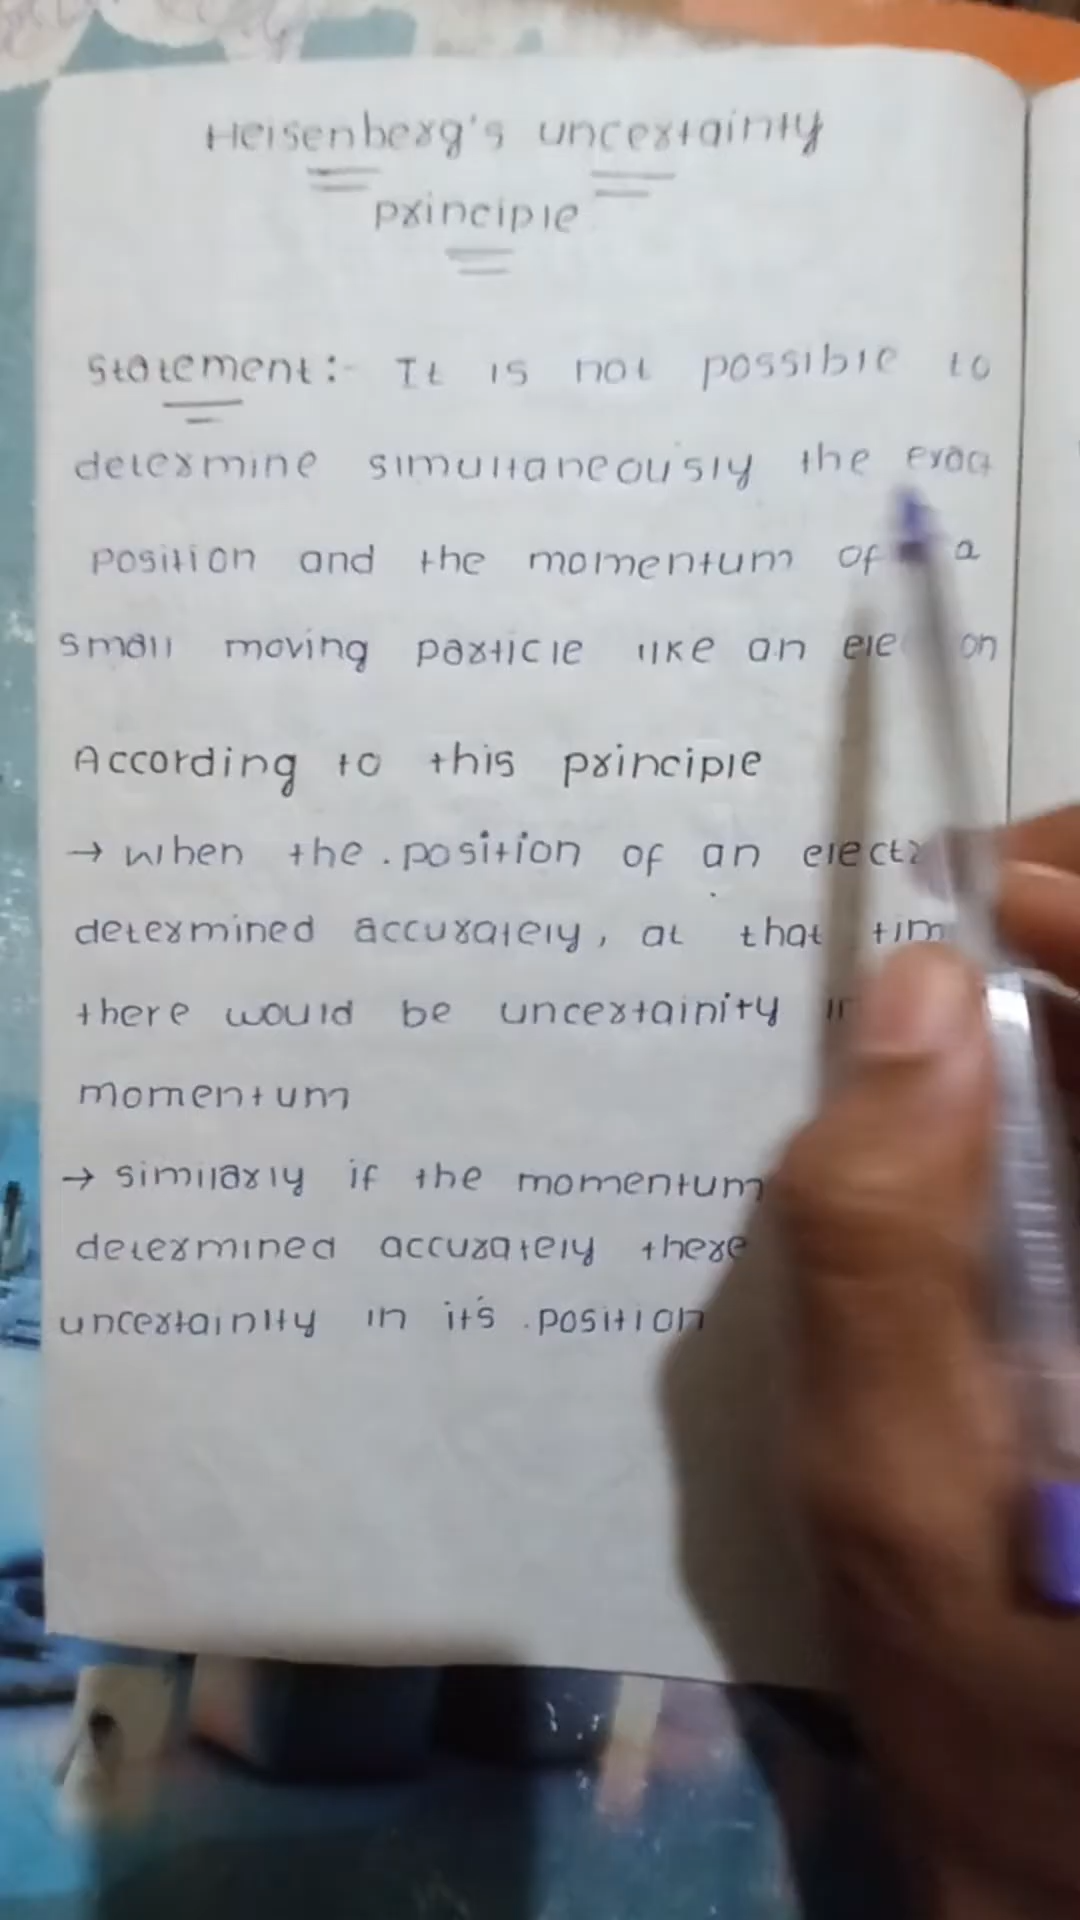 Heisenberg's uncertainty
principle
Statement:- It is not possible to
determine simultaneously the exact
position and the momentum of a
small moving particle like an
According to this principle
→ When the position of an
determined accurately, at that
there would be uncertainity
momentum
→ similarly if the momentum
determined accurately there
uncertainity in it's position